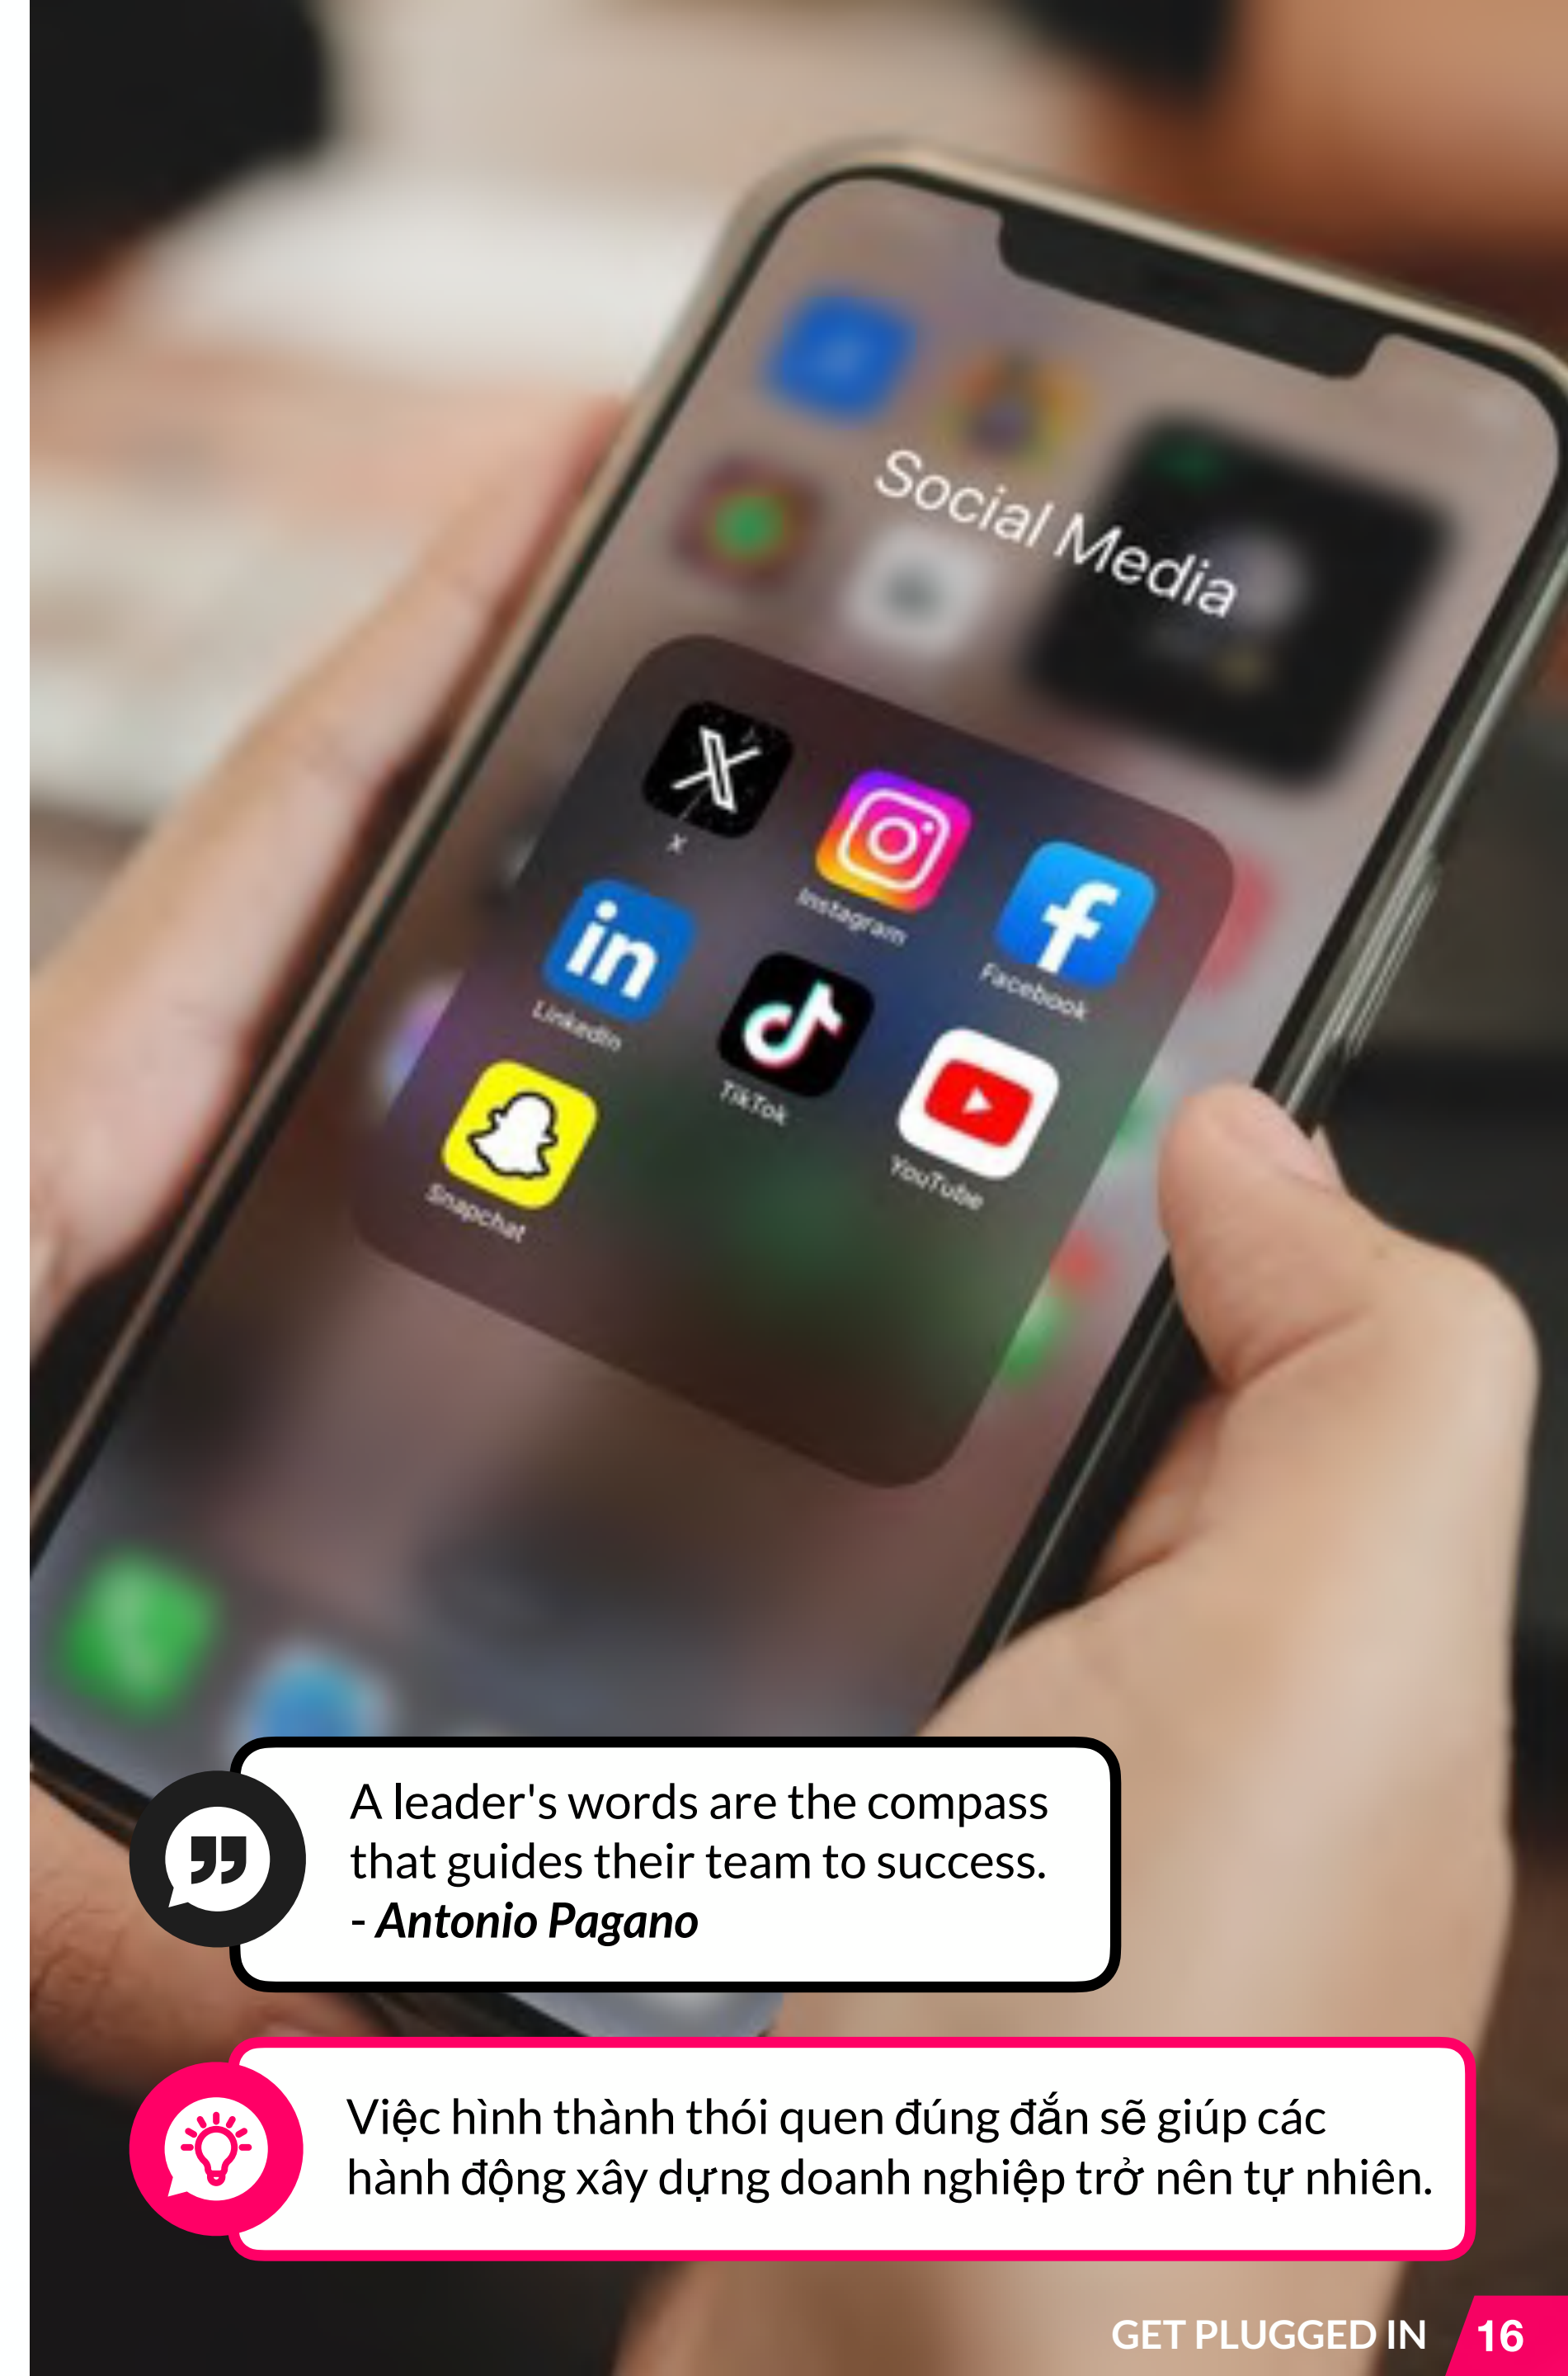 Social Media
X
Instagram
Facebook
LinkedIn
TikTok
YouTube
Snapchat
A leader's words are the compass
that guides their team to success.
- Antonio Pagano
Việc hình thành thói quen đúng đắn sẽ giúp các
hành động xây dựng doanh nghiệp trở nên tự nhiên.
GET PLUGGED IN
16